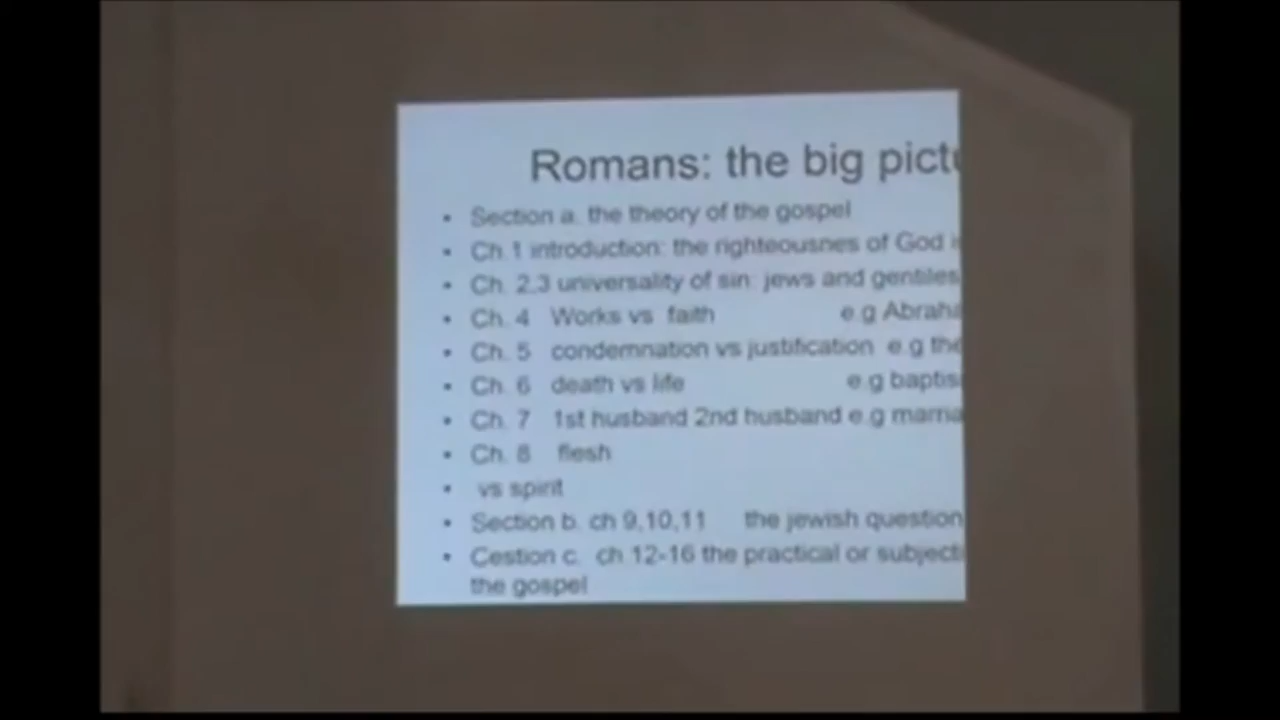 Romans: the big pict
• Section a. the theory of the gospel
• Ch.1 introduction: the righteousnes of God i
• Ch. 2,3 universality of sin: jews and gentiles
• Ch. 4 Works vs faith e.g Abraha
• Ch. 5 condemnation vs justification e.g the
• Ch. 6 death vs life e.g baptis
• Ch. 7 1st husband 2nd husband e.g marria
• Ch. 8 flesh
• vs spirit
• Section b. ch 9,10,11 the jewish question
• Cestion c. ch 12-16 the practical or subjecti
the gospel